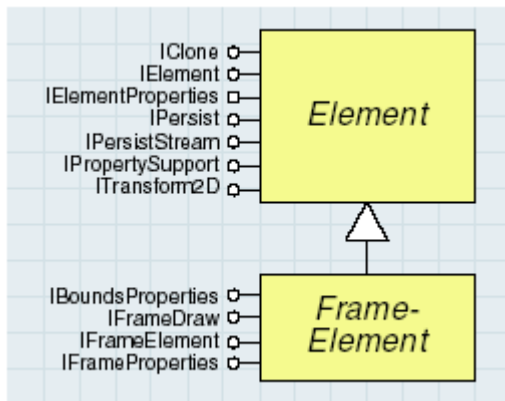 IClone
IElement
IElementProperties
IPersist
IPersistStream
IPropertySupport
ITransform2D
Element
IBoundsProperties
IFrameDraw
IFrameElement
IFrameProperties
Frame-
Element